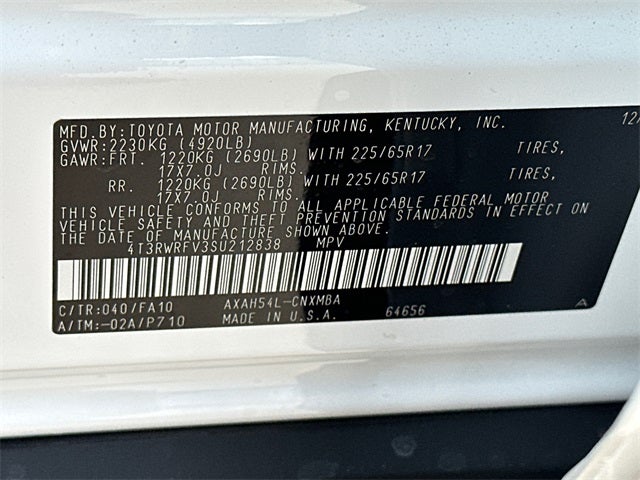 MFD.BY:TOYOTA MOTOR MANUFACTURING, KENTUCKY, INC. 12/
GVWR:2230KG (4920LB)
GAWR:FRT. 1220KG (2690LB) WITH 225/65R17 TIRES,
17X7.0J RIMS.
RR. 1220KG (2690LB) WITH 225/65R17 TIRES,
17X7.0J RIMS.
THIS VEHICLE CONFORMS TO ALL APPLICABLE FEDERAL MOTOR
VEHICLE SAFETY AND THEFT PREVENTION STANDARDS IN EFFECT ON
THE DATE OF MANUFACTURE SHOWN ABOVE.
4T3RWRFV3SU212838 MPV
C/TR:040/FA10 AXAH54L-CNXMBA
A/TM:-02A/P710 MADE IN U.S.A. 64656 A